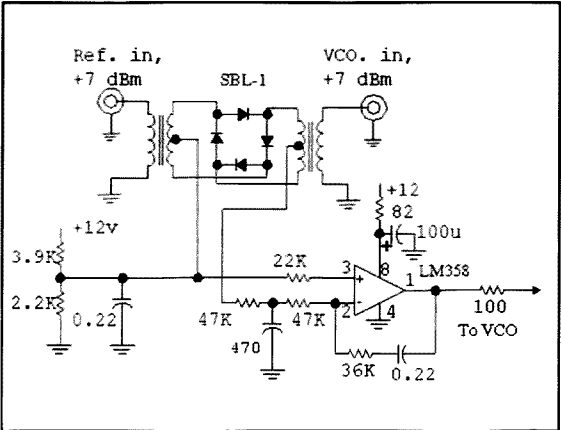 Ref. in,
+7 dBm
SBL-1
VCO. in,
+7 dBm
+12
82
100u
+
+12v
3.9K
2.2K
0.22
22K
3
+
8
LM358
1
47K
47K
2
-
4
470
100
To VCO
36K
0.22